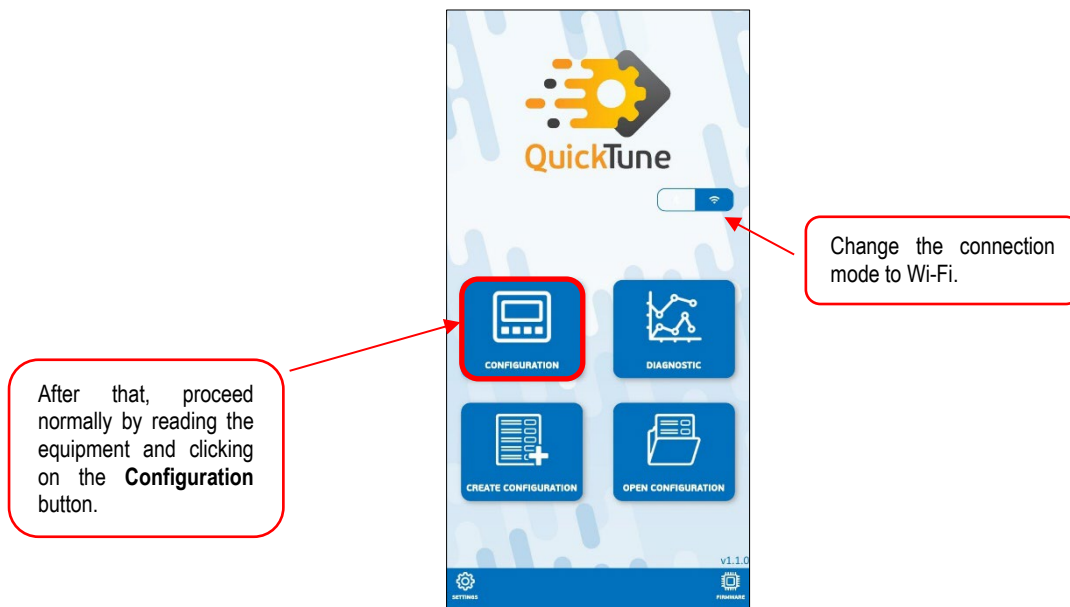 QuickTune
Change the connection
mode to Wi-Fi.
CONFIGURATION
DIAGNOSTIC
After that, proceed
normally by reading the
equipment and clicking
on the Configuration
button.
CREATE CONFIGURATION
OPEN CONFIGURATION
v1.1.0
SETTINGS
FIRMWARE